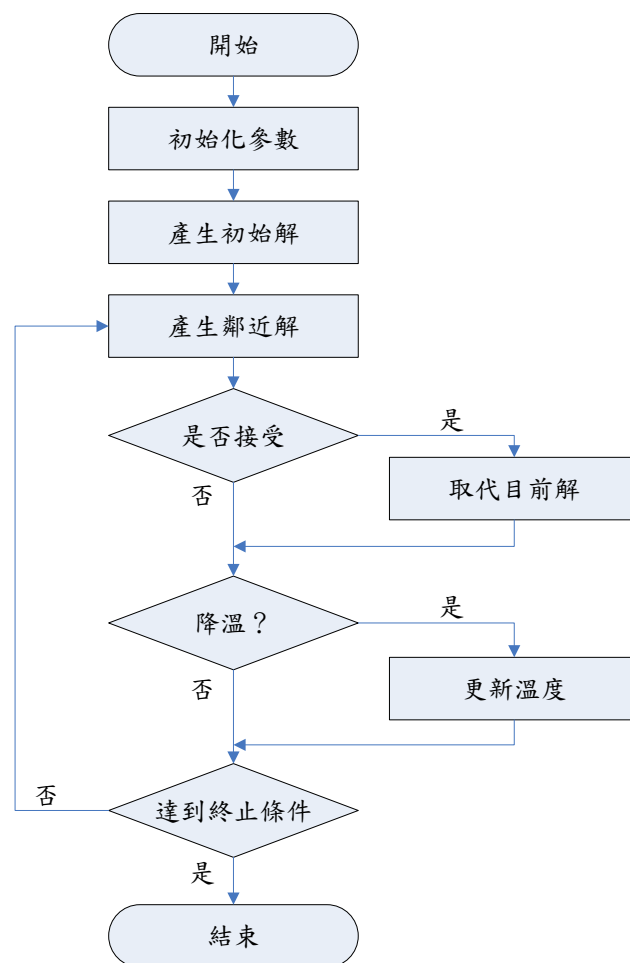 開始
初始化參數
產生初始解
產生鄰近解
是否接受
是
取代目前解
否
降溫？
是
更新溫度
否
達到終止條件
否
是
結束